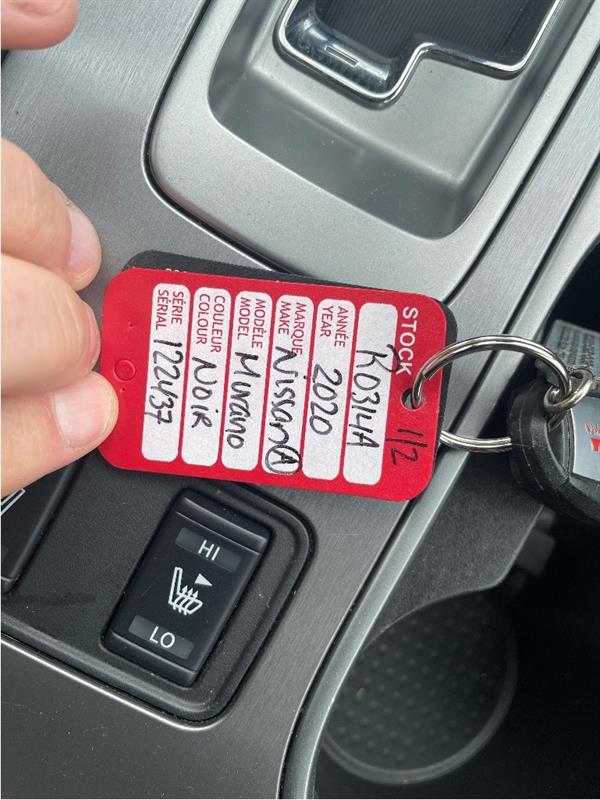 STOCK 1/2
R0314A
ANNÉE
YEAR
2020
MARQUE
MAKE
Nissan A
MODÈLE
MODEL
Murano
COULEUR
COLOUR
NOIR
SÉRIE
SÉRIAL
122437
HI
LO